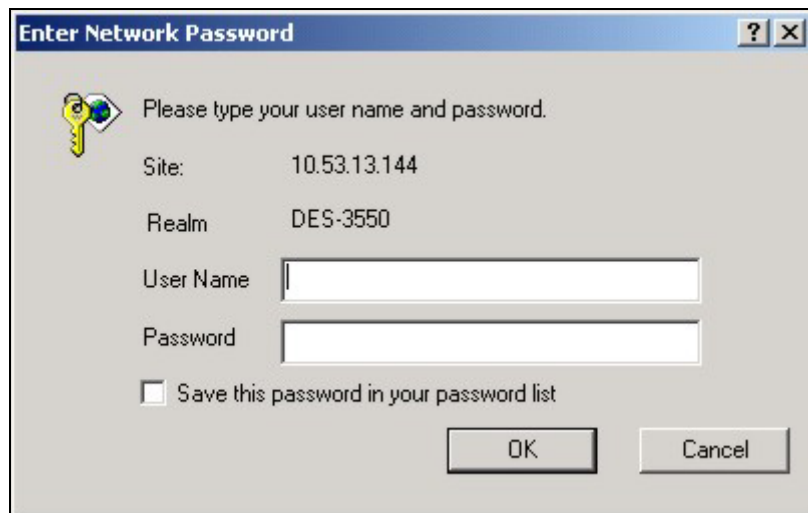 Enter Network Password
Please type your user name and password.
Site: 10.53.13.144
Realm DES-3550
User Name
Password
Save this password in your password list
OK Cancel